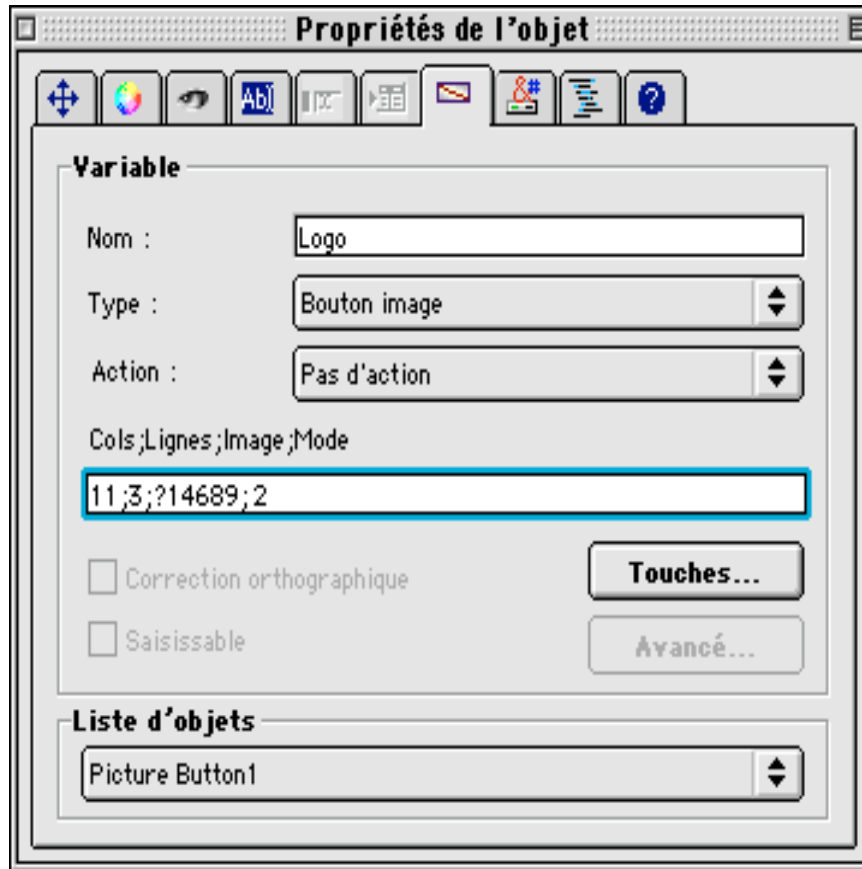 Propriétés de l'objet
Ab
&#
?
Variable
Nom :
Logo
Type :
Bouton image
Action :
Pas d'action
Cols;Lignes;Image;Mode
11;3;?14689;2
Correction orthographique
Touches...
Saisissable
Avancé...
Liste d'objets
Picture Button1